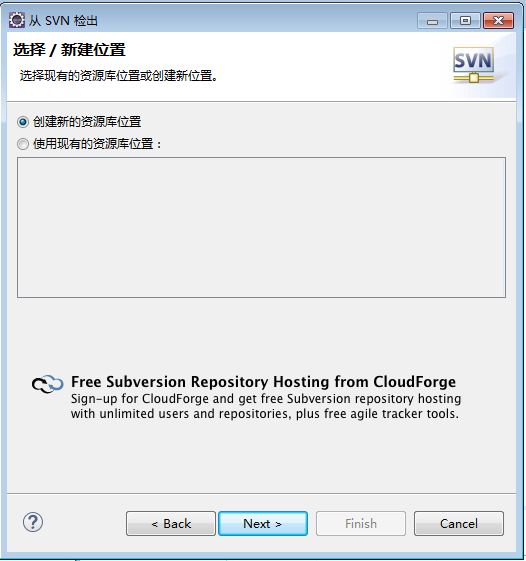 从 SVN 检出
选择 / 新建位置
选择现有的资源库位置或创建新位置。
SVN
创建新的资源库位置
使用现有的资源库位置：
Free Subversion Repository Hosting from CloudForge
Sign-up for CloudForge and get free Subversion repository hosting
with unlimited users and repositories, plus free agile tracker tools.
?
< Back
Next >
Finish
Cancel